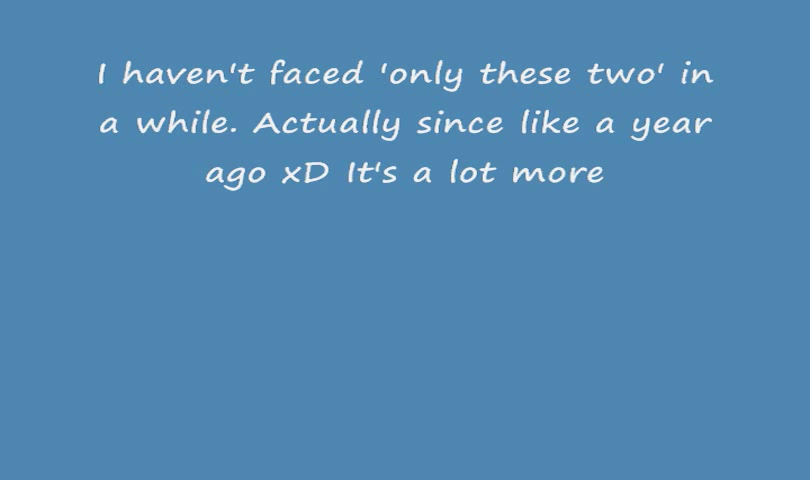 I haven't faced 'only these two' in
a while. Actually since like a year
ago xD It's a lot more